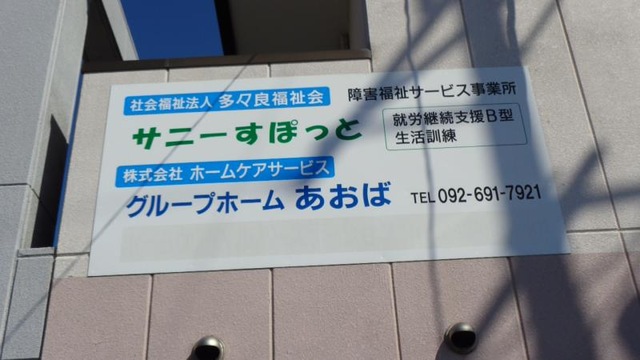 社会福祉法人 多々良福祉会 障害福祉サービス事業所
サニーすぽっと
就労継続支援B型
生活訓練
株式会社 ホームケアサービス
グループホーム あおば TEL 092-691-7921